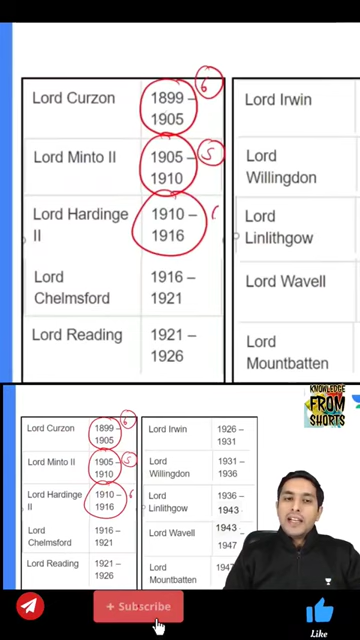 Lord Curzon
1899 –
1905
6
Lord Minto II
1905 –
1910
5
Lord Hardinge
II
1910 –
1916
Lord
Chelmsford
1916 –
1921
Lord Reading
1921 –
1926
Lord Irwin
Lord
Willingdon
Lord
Linlithgow
Lord Wavell
Lord
Mountbatten
KNOWLEDGE
FROM
SHORTS
Lord Curzon
1899 –
1905
6
Lord Minto II
1905 –
1910
5
Lord Hardinge
II
1910 –
1916
6
Lord
Chelmsford
1916 –
1921
Lord Reading
1921 –
1926
Lord Irwin
1926 –
1931
Lord
Willingdon
1931 –
1936
Lord
Linlithgow
1936 –
1943
Lord Wavell
1943 -
1947
Lord
Mountbatten
1947
+ Subscribe
Like